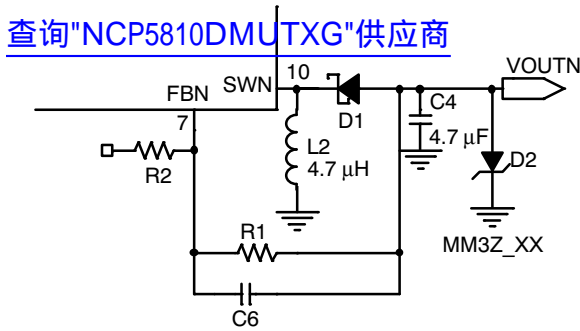 查询"NCP5810DMUTXG"供应商
VOUTN
SWN
10
FBN
7
D1
C4
4.7 µF
D2
L2
4.7 µH
R2
MM3Z_XX
R1
C6